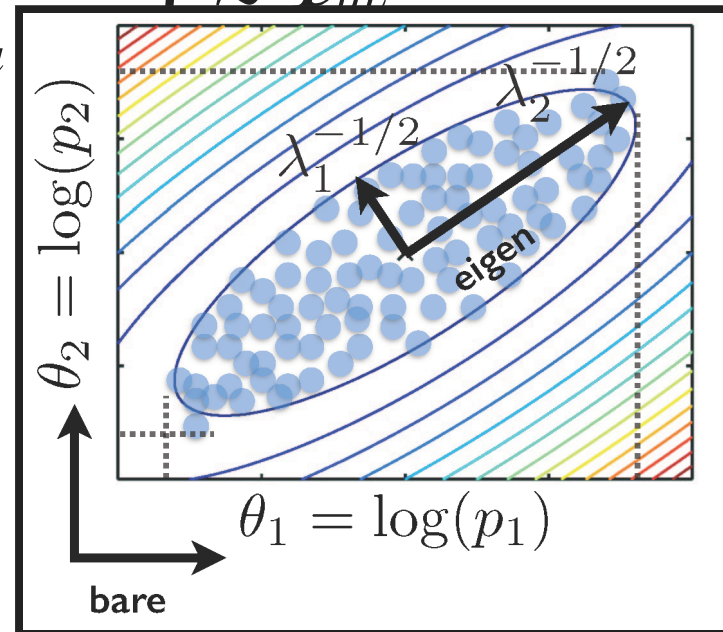 λ₂^{-1/2}
λ₁^{-1/2}
eigen
θ₂ = log(p₂)
θ₁ = log(p₁)
bare